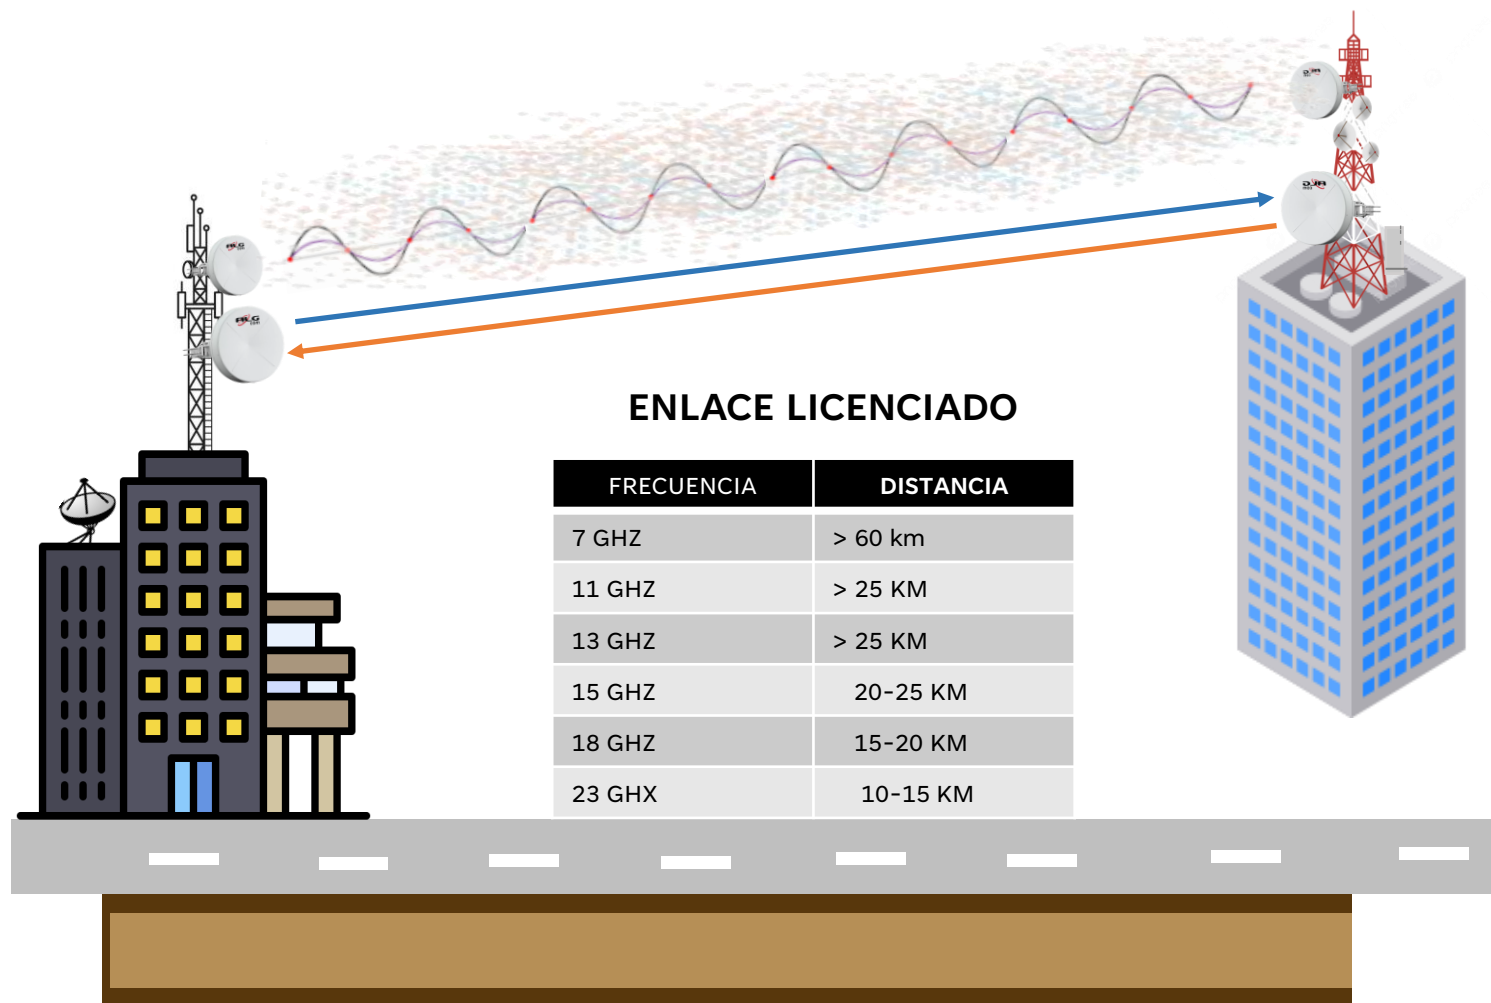 ENLACE LICENCIADO
FRECUENCIA DISTANCIA
7 GHZ > 60 km
11 GHZ > 25 KM
13 GHZ > 25 KM
15 GHZ 20-25 KM
18 GHZ 15-20 KM
23 GHX 10-15 KM